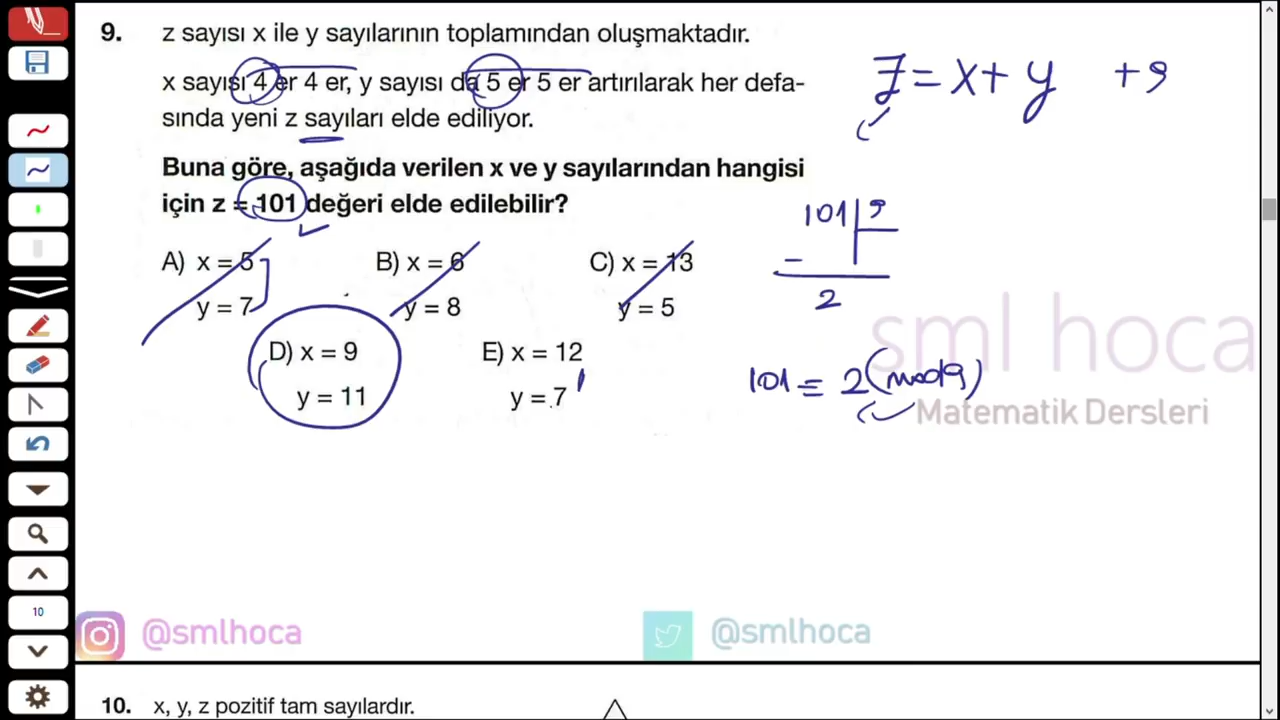 9. z sayısı x ile y sayılarının toplamından oluşmaktadır.
x sayısı 4 er 4 er, y sayısı da 5 er 5 er artırılarak her defa-
sında yeni z sayıları elde ediliyor.
Buna göre, aşağıda verilen x ve y sayılarından hangisi
için z = 101 değeri elde edilebilir?
A) x = 5 B) x = 6 C) x = 13
y = 7 y = 8 y = 5
D) x = 9 E) x = 12
y = 11 y = 7
z = x + y +9
101 9
-
2
101 ≡ 2 (mod 9)
sml hoca
Matematik Dersleri
10
@smlhoca @smlhoca
10. x, y, z pozitif tam sayılardır.